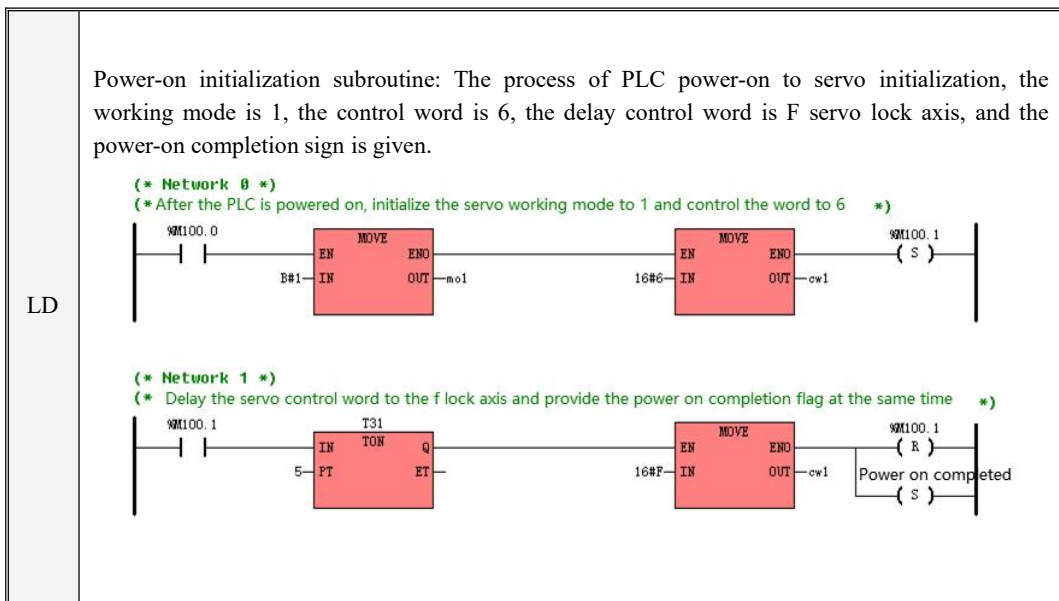 Power-on initialization subroutine: The process of PLC power-on to servo initialization, the
working mode is 1, the control word is 6, the delay control word is F servo lock axis, and the
power-on completion sign is given.
LD
(* Network 0 *)
(* After the PLC is powered on, initialize the servo working mode to 1 and control the word to 6 *)
%M100.0 MOVE MOVE %M100.1
EN ENO EN ENO ( S )
B#1 IN OUT mo1 16#6 IN OUT cw1
(* Network 1 *)
(* Delay the servo control word to the f lock axis and provide the power on completion flag at the same time *)
%M100.1 T31 MOVE %M100.1
TON
IN Q EN ENO ( R )
5 PT ET 16#F IN OUT cw1 Power on completed
( S )